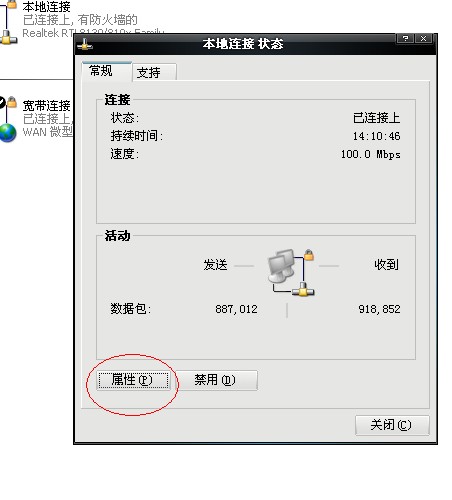 本地连接
已连接上, 有防火墙的
Realtek RTL8139/810x Family
本地连接 状态
常规
支持
宽带连接
已连接上,
WAN 微型
连接
状态: 已连接上
持续时间: 14:10:46
速度: 100.0 Mbps
活动
发送 收到
数据包: 887,012 918,852
属性(P) 禁用(D)
关闭(C)